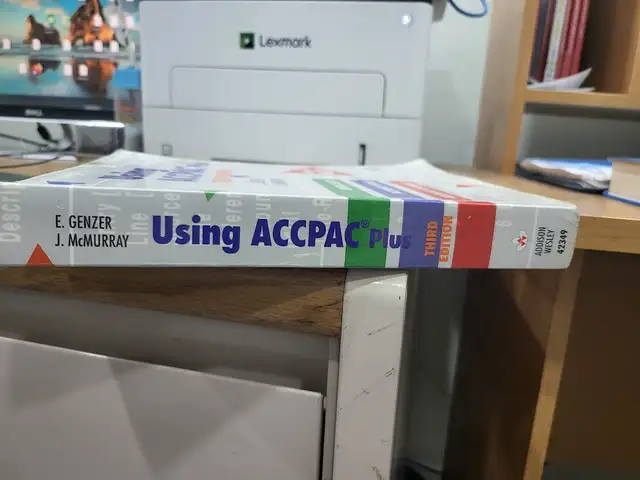 Lexmark
E. GENZER
J. McMURRAY
Using ACCPAC® Plus
THIRD
EDITION
ADDISON
WESLEY
42349